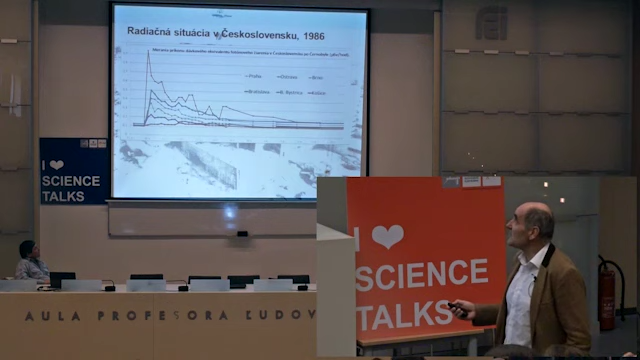 Radiačná situácia v Československu, 1986
Praha
Ostrava
Brno
Bratislava
B. Bystrica
Košice
I ❤
SCIENCE
TALKS
I ❤
SCIENCE
TALKS
AULA PROFESORA ĽUDOV